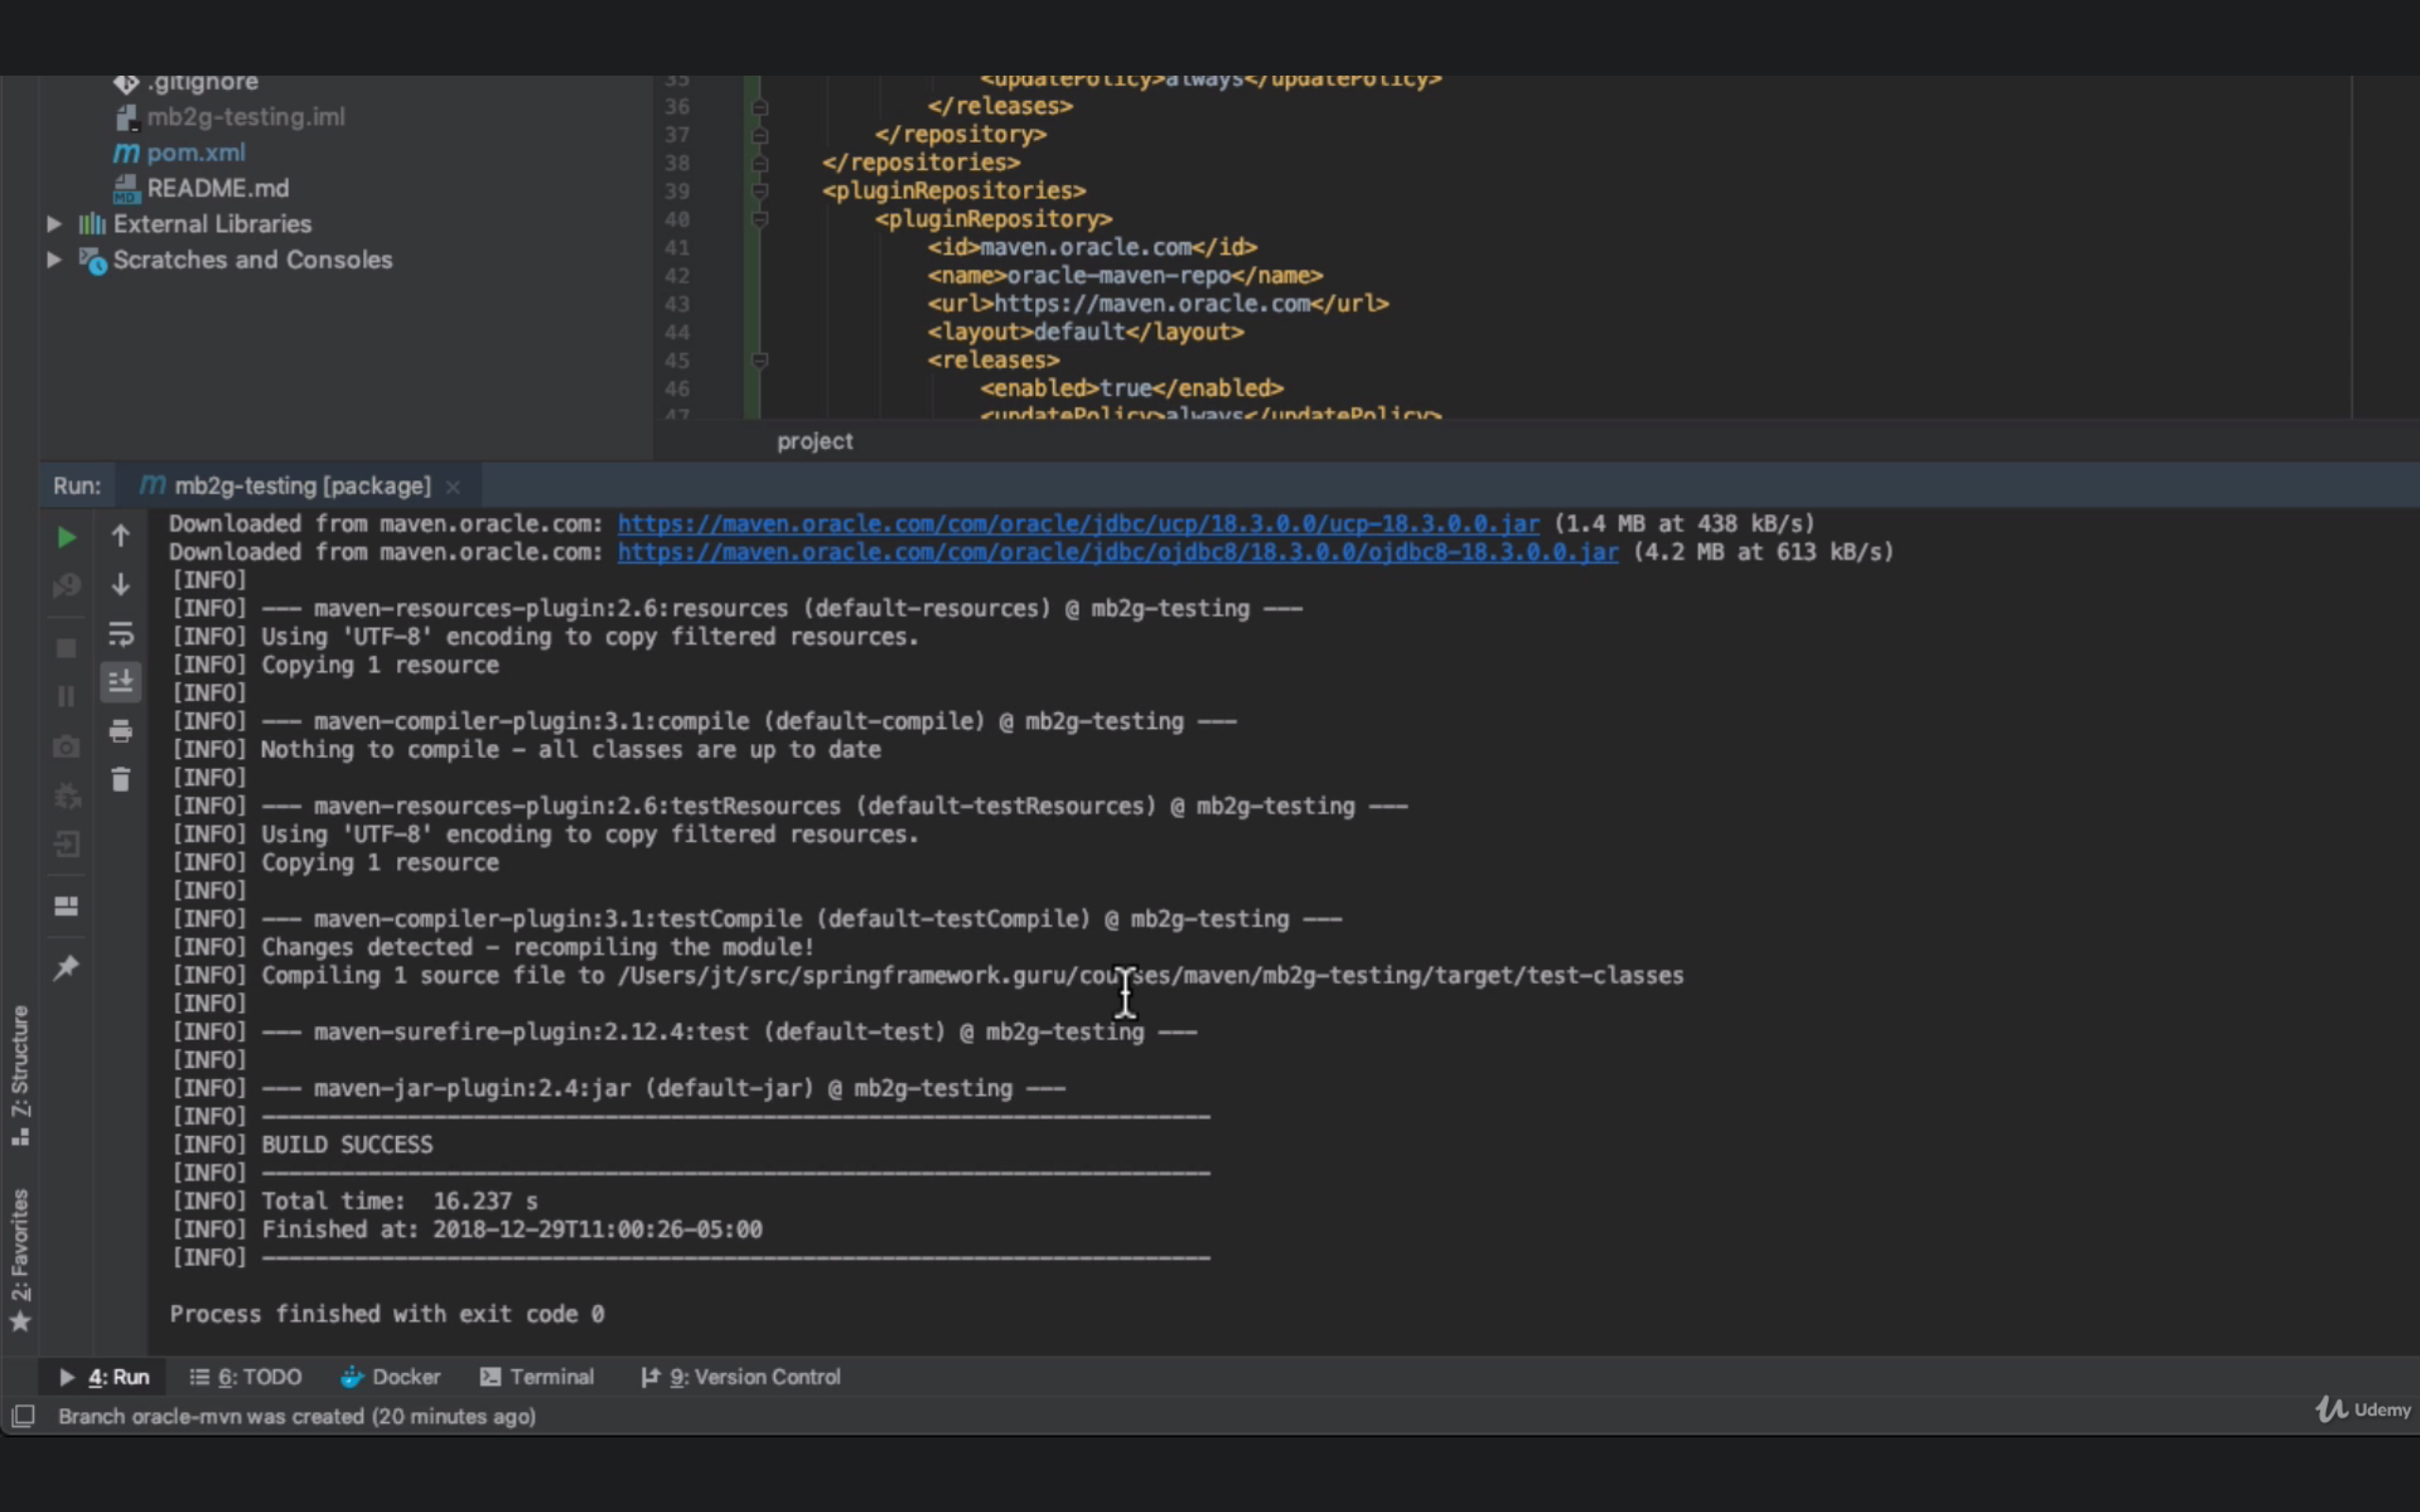 .gitignore
mb2g-testing.iml
pom.xml
README.md
External Libraries
Scratches and Consoles
35 <updatePolicy>always</updatePolicy>
36 </releases>
37 </repository>
38 </repositories>
39 <pluginRepositories>
40 <pluginRepository>
41 <id>maven.oracle.com</id>
42 <name>oracle-maven-repo</name>
43 <url>https://maven.oracle.com</url>
44 <layout>default</layout>
45 <releases>
46 <enabled>true</enabled>
47 <updatePolicy>always</updatePolicy>
project
Run: mb2g-testing [package]
Downloaded from maven.oracle.com: https://maven.oracle.com/com/oracle/jdbc/ucp/18.3.0.0/ucp-18.3.0.0.jar (1.4 MB at 438 kB/s)
Downloaded from maven.oracle.com: https://maven.oracle.com/com/oracle/jdbc/ojdbc8/18.3.0.0/ojdbc8-18.3.0.0.jar (4.2 MB at 613 kB/s)
[INFO]
[INFO] --- maven-resources-plugin:2.6:resources (default-resources) @ mb2g-testing ---
[INFO] Using 'UTF-8' encoding to copy filtered resources.
[INFO] Copying 1 resource
[INFO]
[INFO] --- maven-compiler-plugin:3.1:compile (default-compile) @ mb2g-testing ---
[INFO] Nothing to compile - all classes are up to date
[INFO]
[INFO] --- maven-resources-plugin:2.6:testResources (default-testResources) @ mb2g-testing ---
[INFO] Using 'UTF-8' encoding to copy filtered resources.
[INFO] Copying 1 resource
[INFO]
[INFO] --- maven-compiler-plugin:3.1:testCompile (default-testCompile) @ mb2g-testing ---
[INFO] Changes detected - recompiling the module!
[INFO] Compiling 1 source file to /Users/jt/src/springframework.guru/courses/maven/mb2g-testing/target/test-classes
[INFO]
[INFO] --- maven-surefire-plugin:2.12.4:test (default-test) @ mb2g-testing ---
[INFO]
[INFO] --- maven-jar-plugin:2.4:jar (default-jar) @ mb2g-testing ---
[INFO] ------------------------------------------------------------------------
[INFO] BUILD SUCCESS
[INFO] ------------------------------------------------------------------------
[INFO] Total time:  16.237 s
[INFO] Finished at: 2018-12-29T11:00:26-05:00
[INFO] ------------------------------------------------------------------------
Process finished with exit code 0
Z: Structure
2: Favorites
4: Run 6: TODO Docker Terminal 9: Version Control
Branch oracle-mvn was created (20 minutes ago)
Udemy